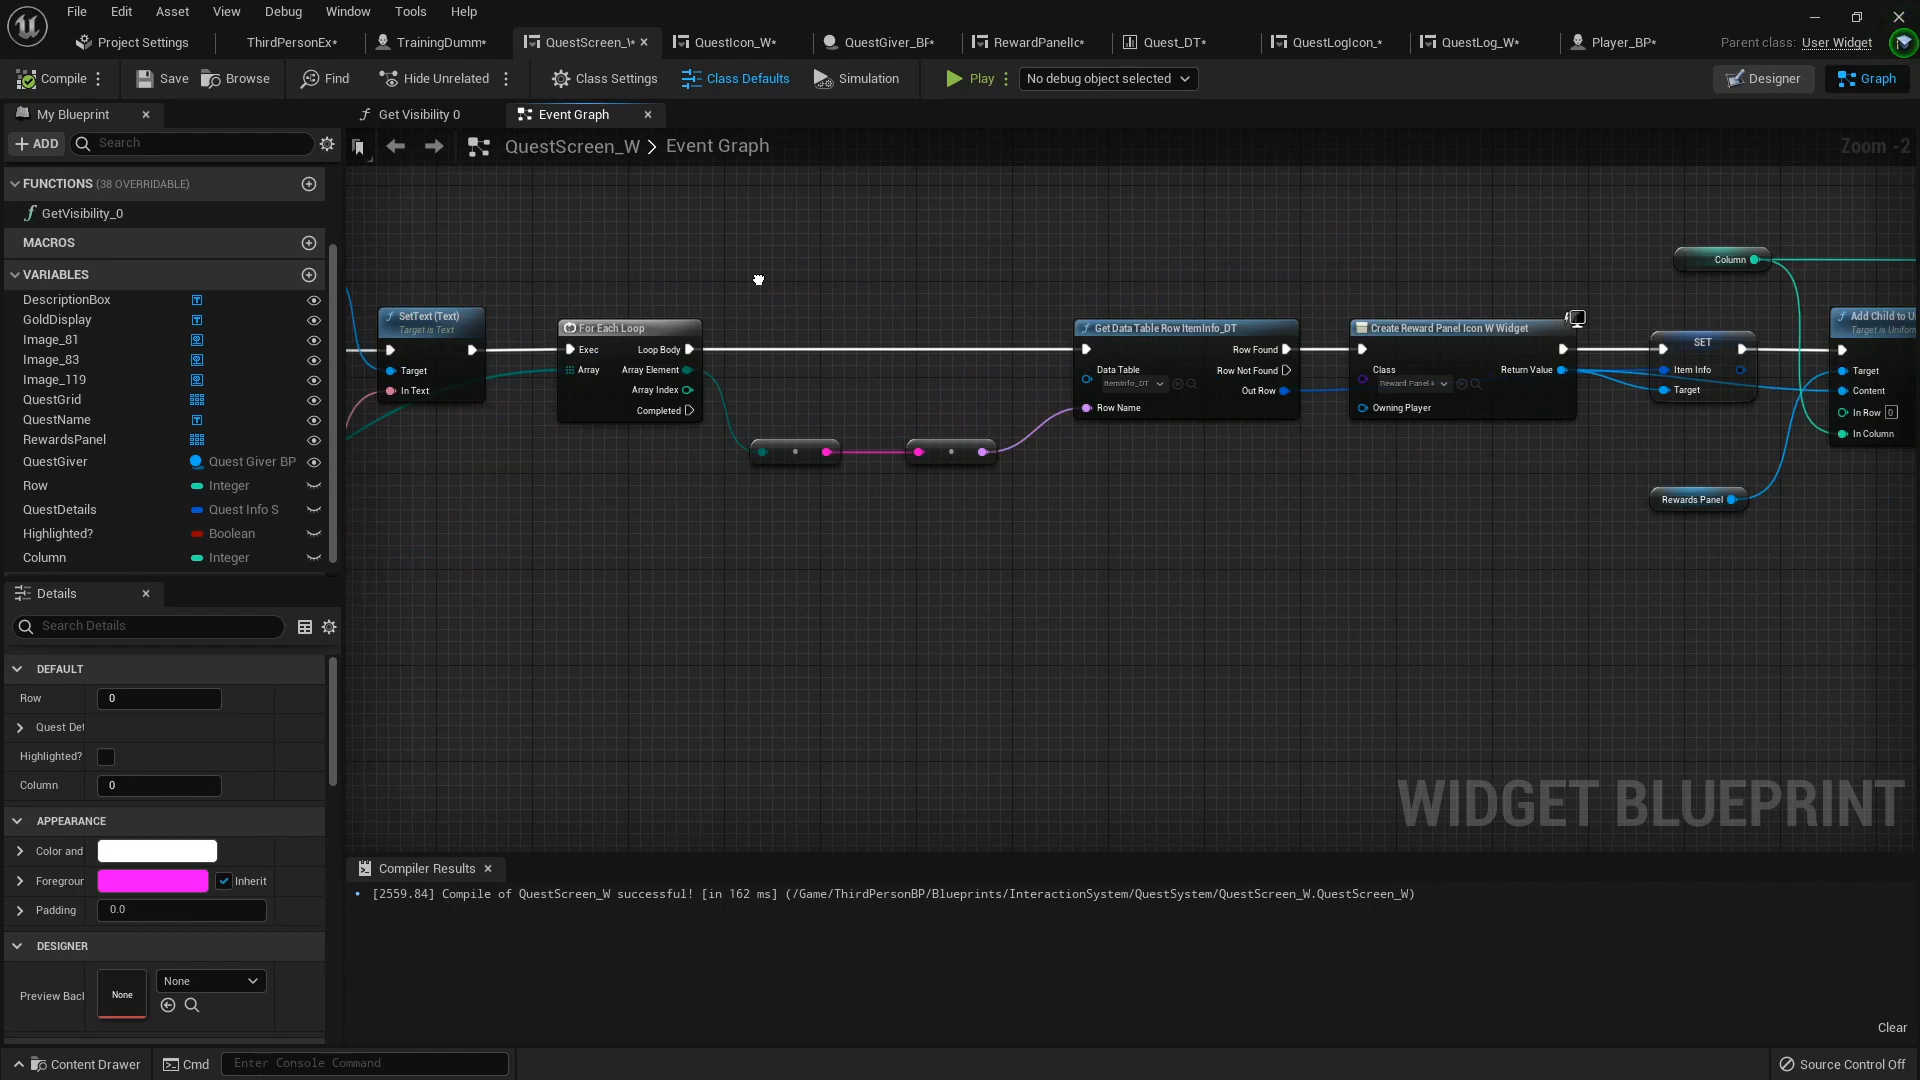 File Edit Asset View Debug Window Tools Help
Project Settings ThirdPersonEx* TrainingDumm* QuestScreen_\* QuestIcon_W* QuestGiver_BF* RewardPanelIc* Quest_DT* QuestLogIcon_* QuestLog_W* Player_BP* Parent class: User Widget
Compile Save Browse Find Hide Unrelated Class Settings Class Defaults Simulation Play No debug object selected Designer Graph
My Blueprint Get Visibility 0 Event Graph
ADD Search QuestScreen_W > Event Graph Zoom -2
FUNCTIONS (38 OVERRIDABLE)
GetVisibility_0
MACROS
VARIABLES
DescriptionBox
GoldDisplay
Image_81
Image_83
Image_119
QuestGrid
QuestName
RewardsPanel
QuestGiver Quest Giver BP
Row Integer
QuestDetails Quest Info S
Highlighted? Boolean
Column Integer
SetText (Text)
Target is Text
Target
In Text
For Each Loop
Exec Loop Body
Array Array Element
Array Index
Completed
Get Data Table Row ItemInfo_DT
Row Found
Data Table Row Not Found
ItemInfo_DT
Out Row
Row Name
Create Reward Panel Icon W Widget
Class Return Value
Reward Panel I
Owning Player
SET
Item Info
Target
Column
Rewards Panel
Add Child to U
Target is Uniform
Target
Content
In Row 0
In Column
Details
Search Details
DEFAULT
Row 0
Quest Det
Highlighted?
Column 0
APPEARANCE
Color and
Foregrour Inherit
Padding 0.0
DESIGNER
Preview Bacl None None
WIDGET BLUEPRINT
Compiler Results
• [2559.84] Compile of QuestScreen_W successful! [in 162 ms] (/Game/ThirdPersonBP/Blueprints/InteractionSystem/QuestSystem/QuestScreen_W.QuestScreen_W)
Clear
Content Drawer Cmd Enter Console Command Source Control Off